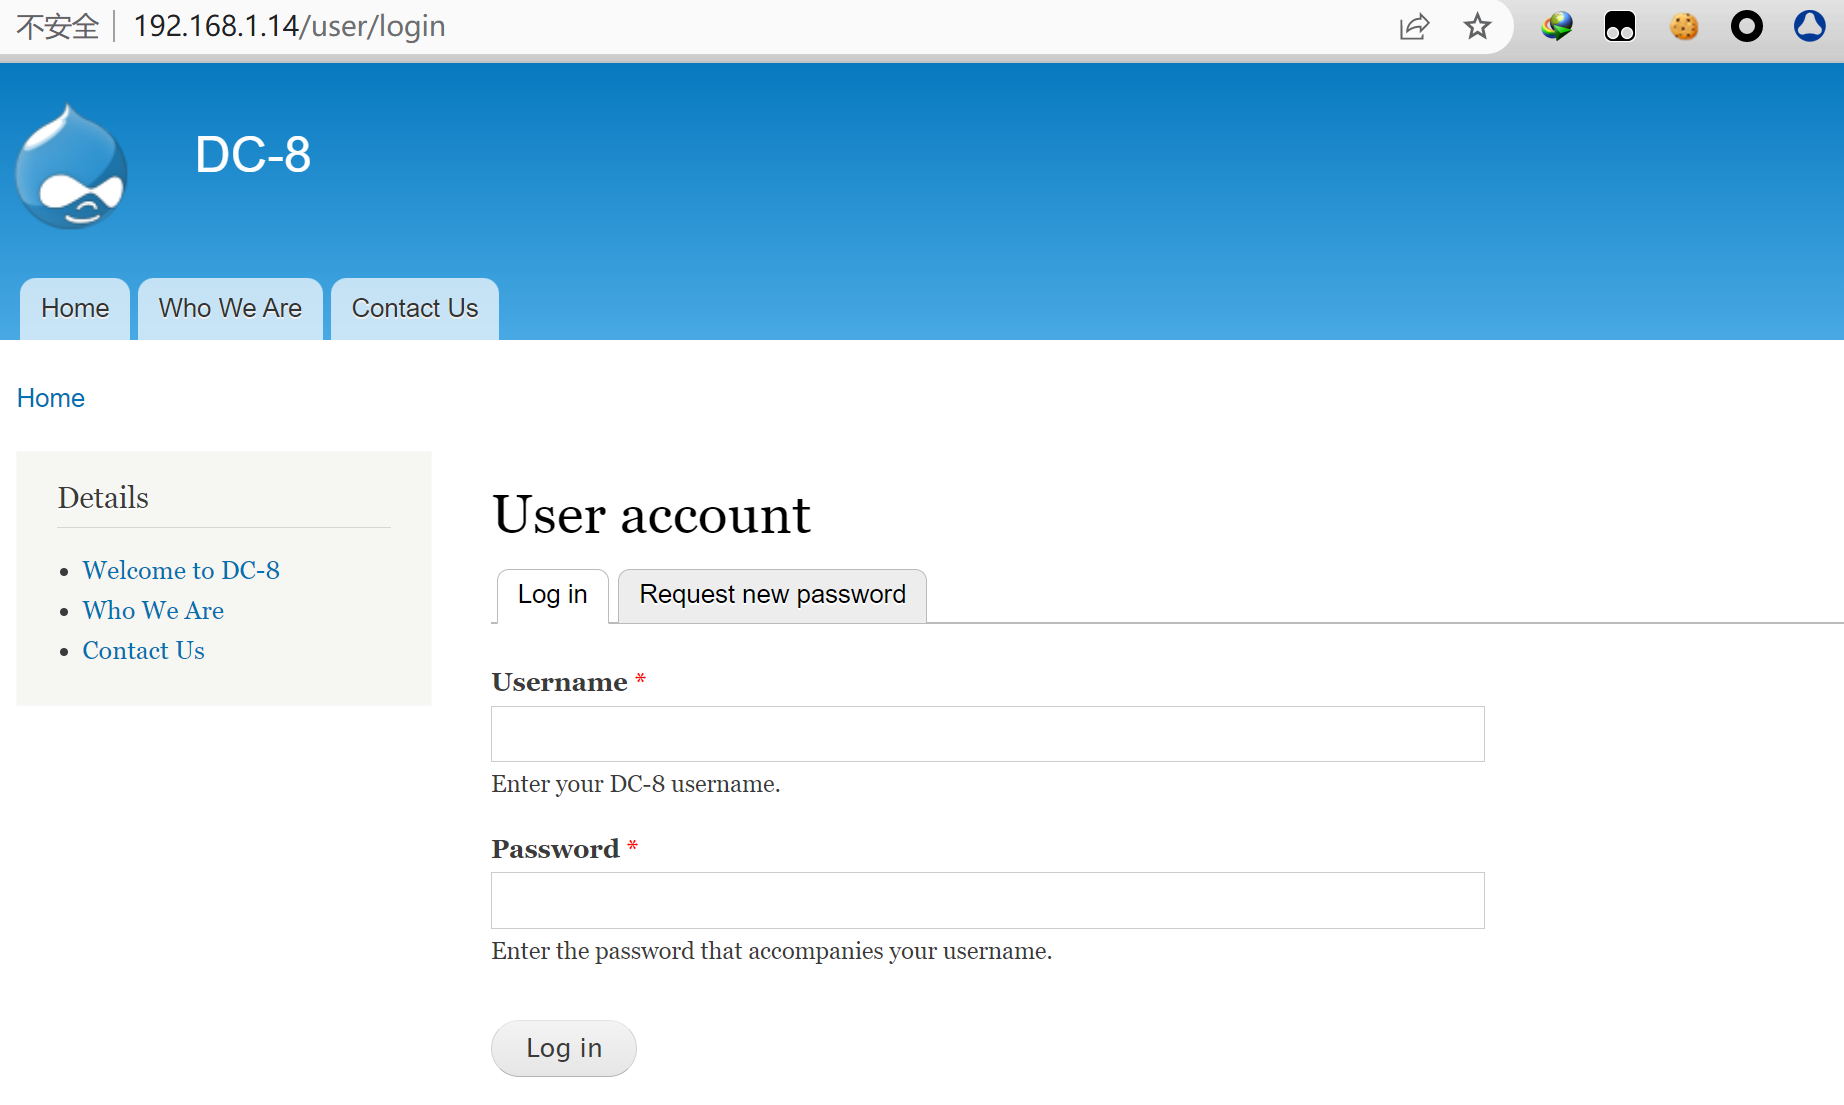 不安全 192.168.1.14/user/login
DC-8
Home Who We Are Contact Us
Home
Details
Welcome to DC-8
Who We Are
Contact Us
User account
Log in Request new password
Username *
Enter your DC-8 username.
Password *
Enter the password that accompanies your username.
Log in